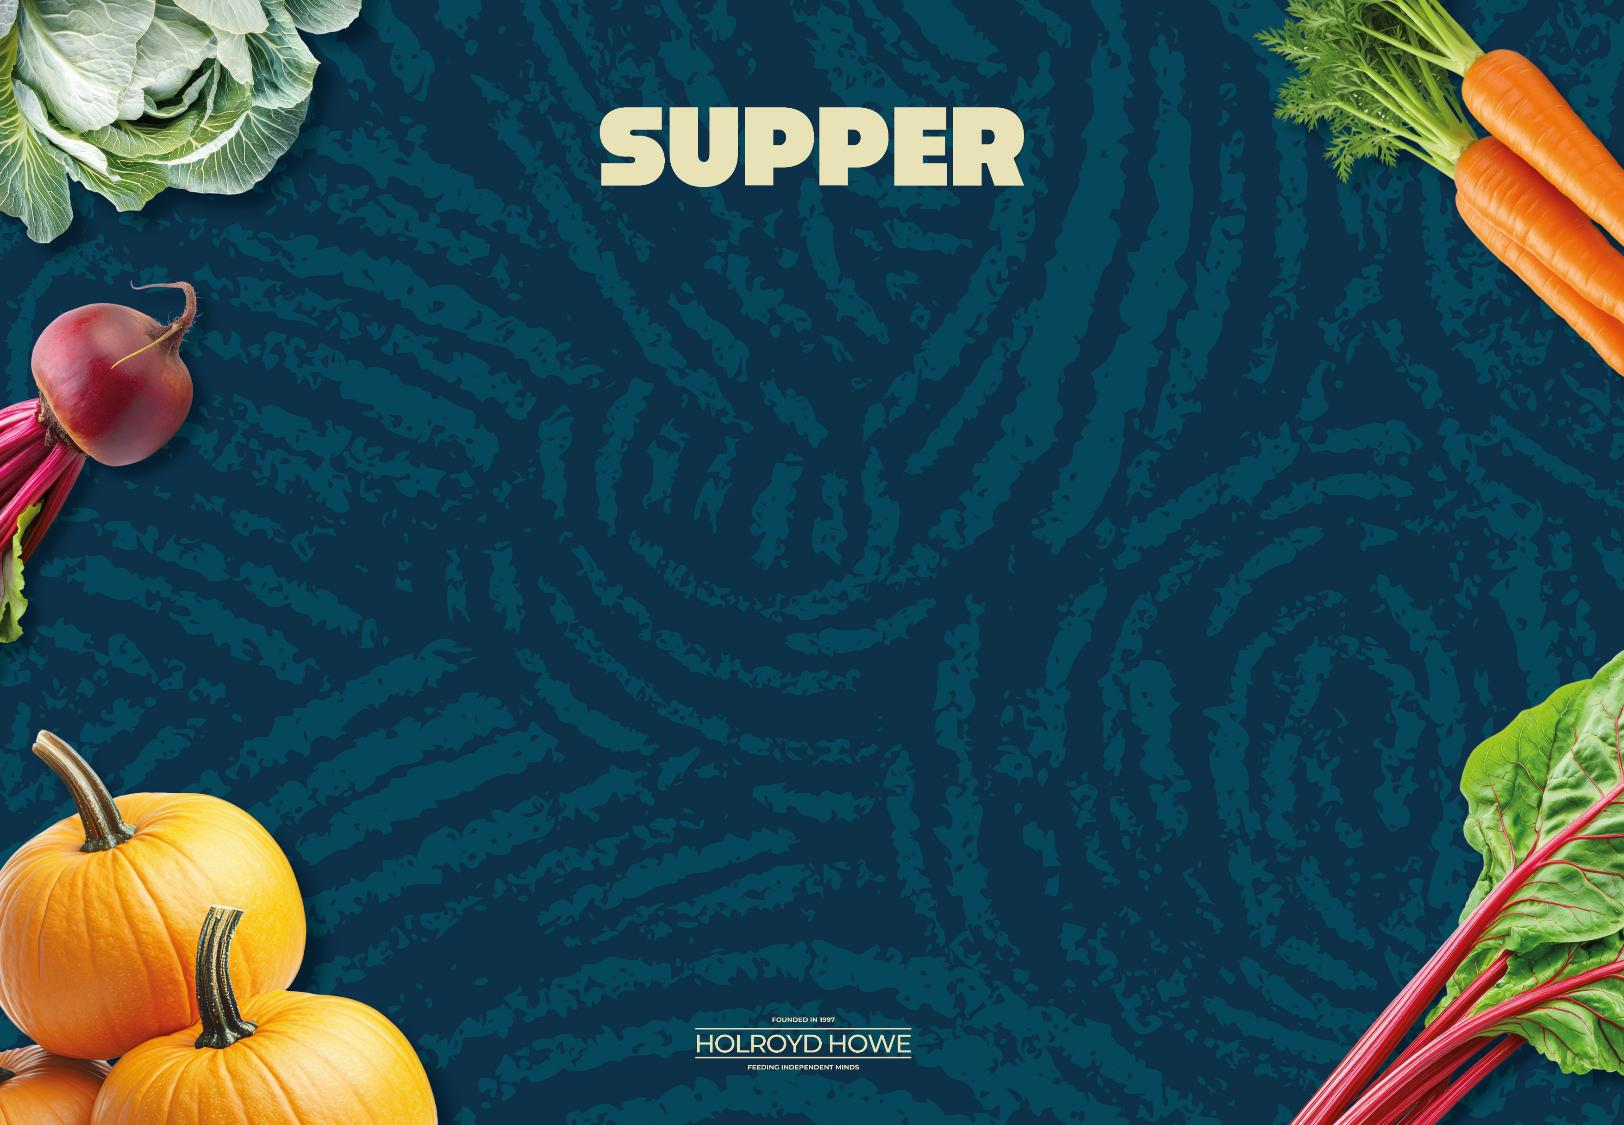 SUPPER
FOUNDED IN 1997
HOLROYD HOWE
FEEDING INDEPENDENT MINDS